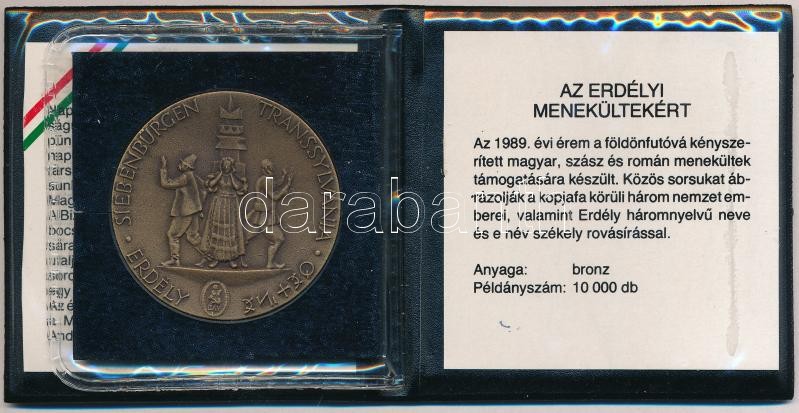 · SIEBENBÜRGEN
TRANSSYLVANIA ·
ERDÉLY
AZ ERDÉLYI
MENEKÜLTEKÉRT
Az 1989. évi érem a földönfutóvá kénysze-
rített magyar, szász és román menekültek
támogatására készült. Közös sorsukat áb-
rázolják a kopjafa körüli három nemzet em-
berei, valamint Erdély háromnyelvű neve
és e név székely rovásírással.
Anyaga: bronz
Példányszám: 10 000 db
darabanth